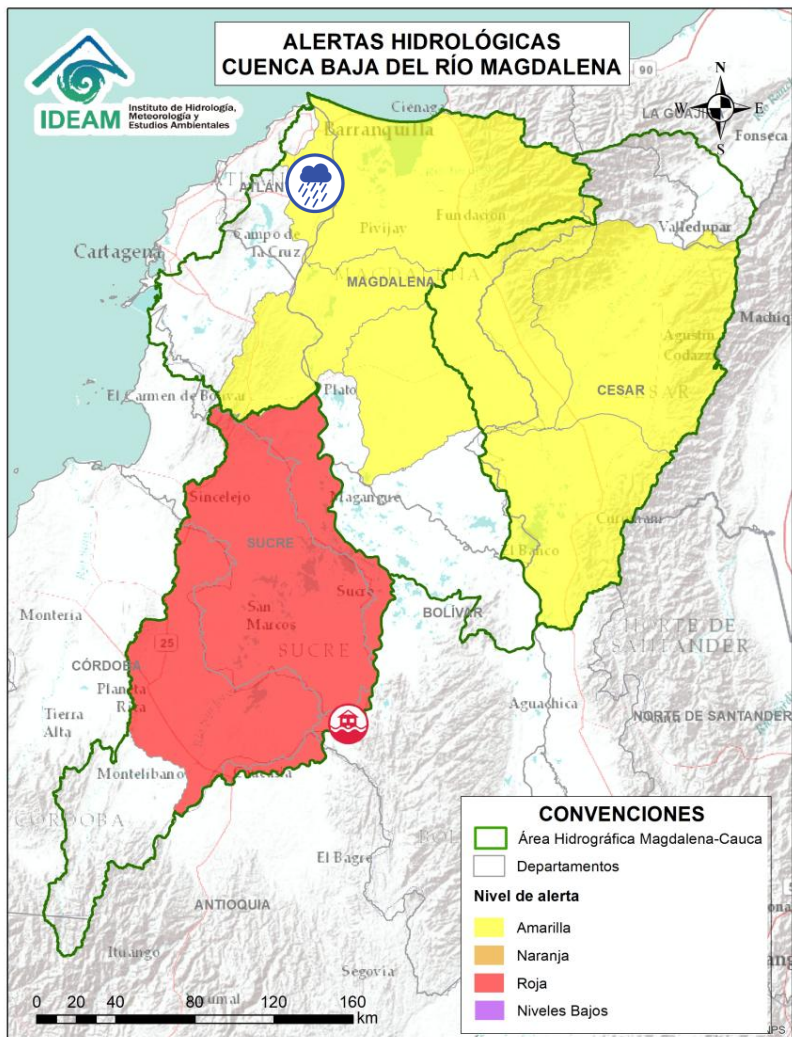 ALERTAS HIDROLÓGICAS
CUENCA BAJA DEL RÍO MAGDALENA
IDEAM
Instituto de Hidrología,
Meteorología y
Estudios Ambientales
N
W
E
S
90
Ciénaga
LA GUAJIRA
Fonseca
Barranquilla
Valledupar
Fundación
Pivijay
Cartagena
Campo de
la Cruz
MAGDALENA
MAGDALENA
Machiq
Agustín
Codazzi
CESAR
El Carmen de Bolívar
Plato
Sincelejo
Magangué
El Banco
SUCRE
Sucre
San
Marcos
SUCRE
BOLÍVAR
Montería
25
CÓRDOBA
Planeta
Rica
Tierra
Alta
NORTE DE
SANTANDER
NORTE DE SANTANDER
Aguachica
Montelíbano
CÓRDOBA
El Bagre
ANTIOQUIA
Ituango
Segovia
CONVENCIONES
Área Hidrográfica Magdalena-Cauca
Departamentos
Nivel de alerta
Amarilla
Naranja
Roja
Niveles Bajos
0 20 40 80 120 160
km